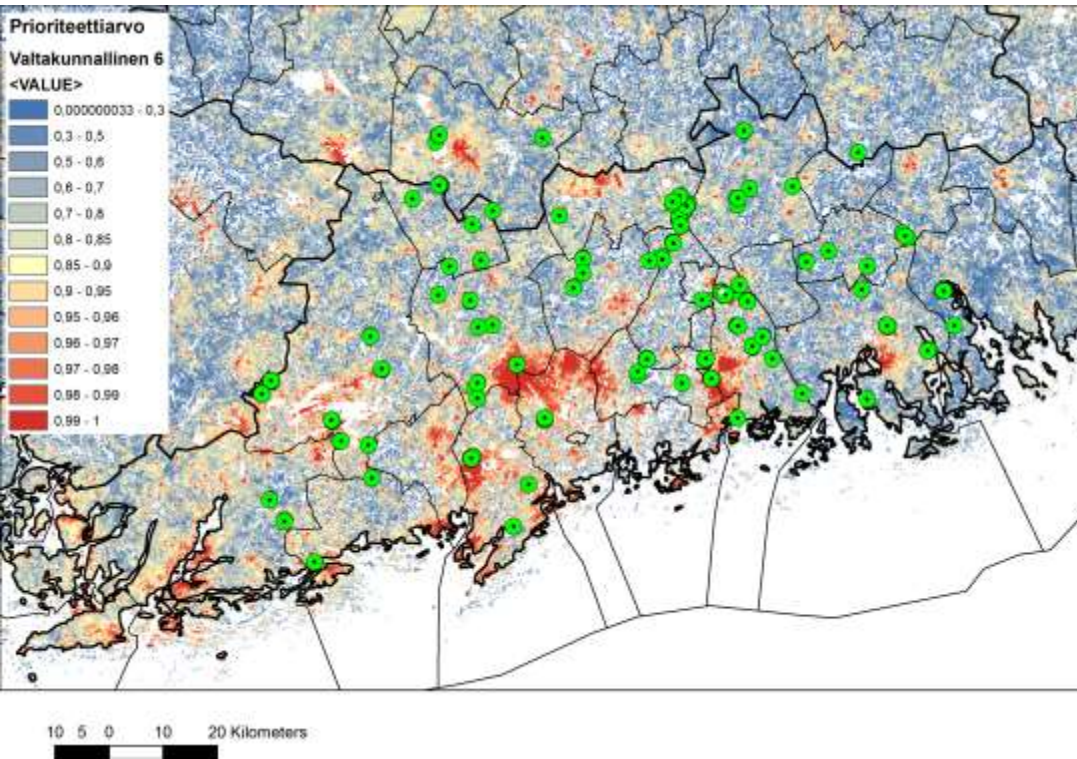 Prioriteettiarvo
Valtakunnallinen 6
<VALUE>
0,000000033 - 0,3
0,3 - 0,5
0,5 - 0,6
0,6 - 0,7
0,7 - 0,8
0,8 - 0,85
0,85 - 0,9
0,9 - 0,95
0,95 - 0,96
0,96 - 0,97
0,97 - 0,98
0,98 - 0,99
0,99 - 1
10 5 0 10 20 Kilometers